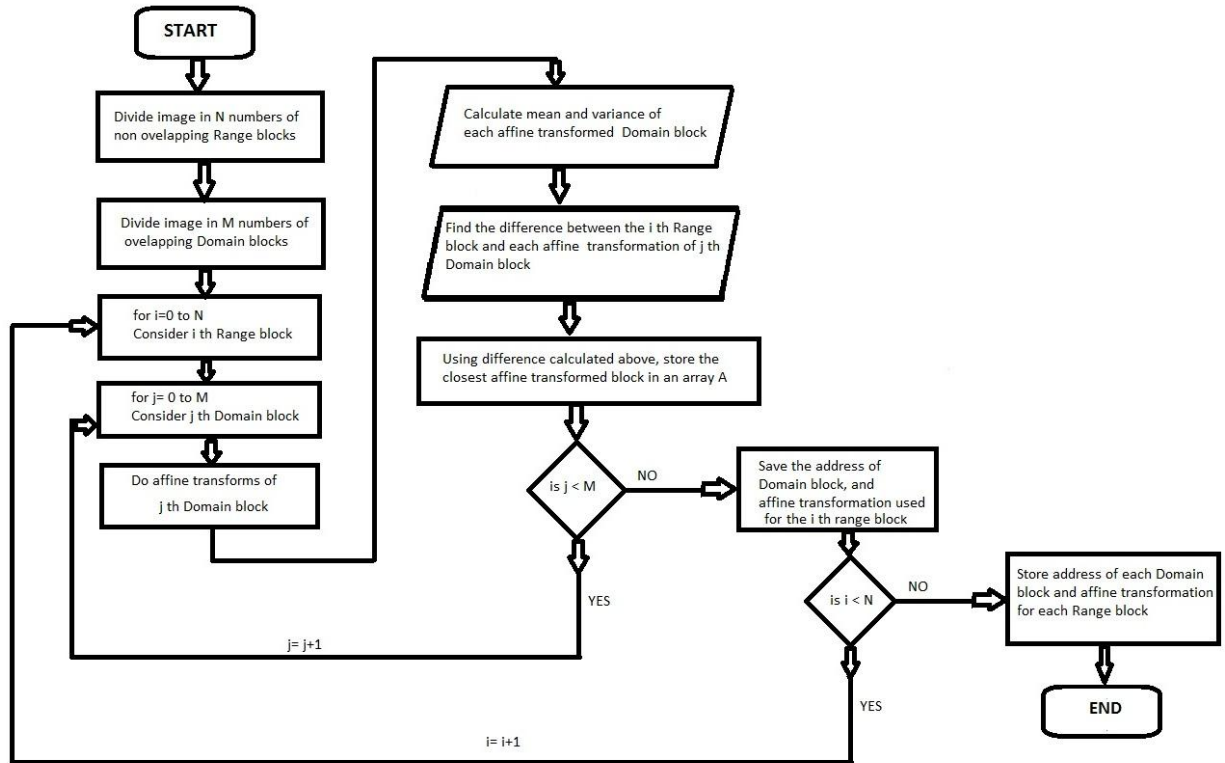 START
Divide image in N numbers of
non ovelapping Range blocks
Divide image in M numbers of
ovelapping Domain blocks
for i=0 to N
Consider i th Range block
for j= 0 to M
Consider j th Domain block
Do affine transforms of
j th Domain block
Calculate mean and variance of
each affine transformed Domain block
Find the difference between the i th Range
block and each affine transformation of j th
Domain block
Using difference calculated above, store the
closest affine transformed block in an array A
is j < M
NO
YES
j= j+1
Save the address of
Domain block, and
affine transformation used
for the i th range block
is i < N
NO
YES
i= i+1
Store address of each Domain
block and affine transformation
for each Range block
END